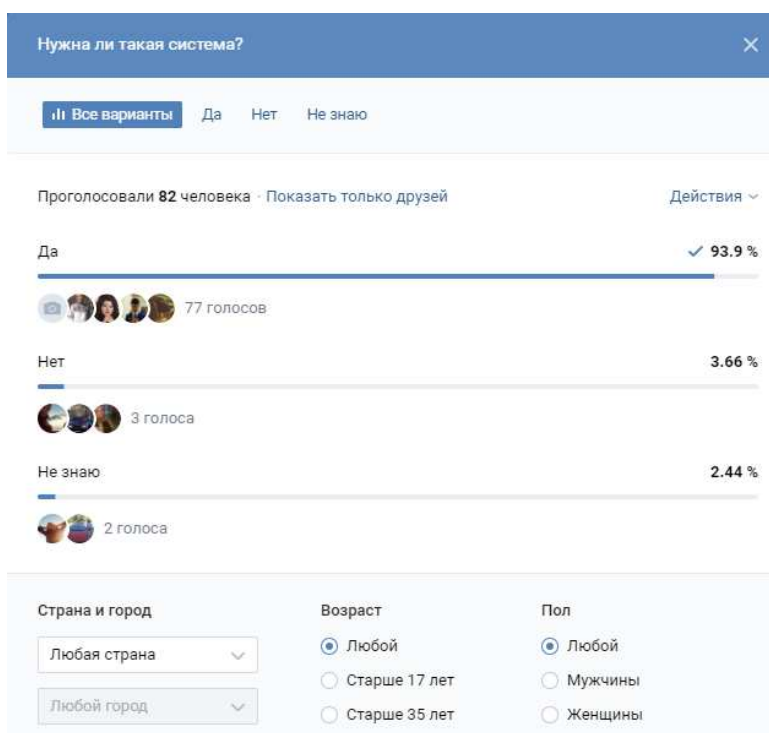 Нужна ли такая система?
Все варианты Да Нет Не знаю
Проголосовали 82 человека · Показать только друзей Действия
Да 93.9 %
77 голосов
Нет 3.66 %
3 голоса
Не знаю 2.44 %
2 голоса
Страна и город Возраст Пол
Любая страна Любой Любой
Старше 17 лет Мужчины
Любой город Старше 35 лет Женщины